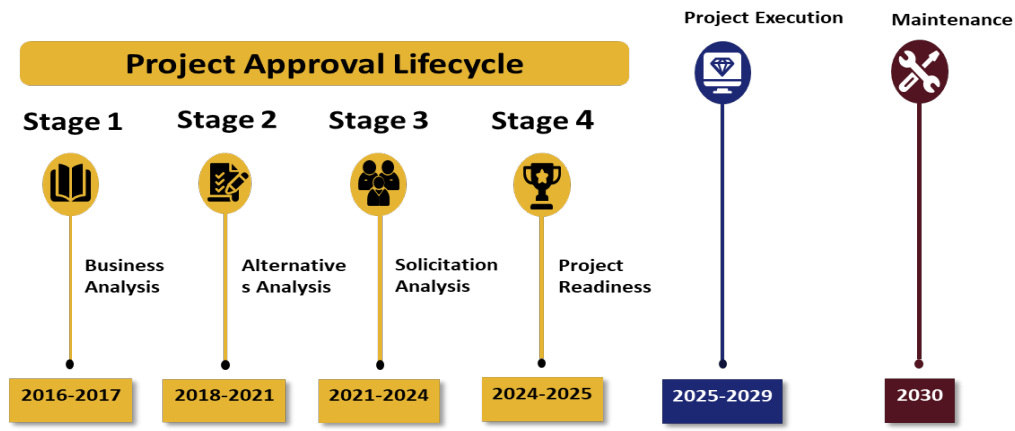 Project Execution
Maintenance
Project Approval Lifecycle
Stage 1
Stage 2
Stage 3
Stage 4
Business
Analysis
Alternative
s Analysis
Solicitation
Analysis
Project
Readiness
2016-2017
2018-2021
2021-2024
2024-2025
2025-2029
2030